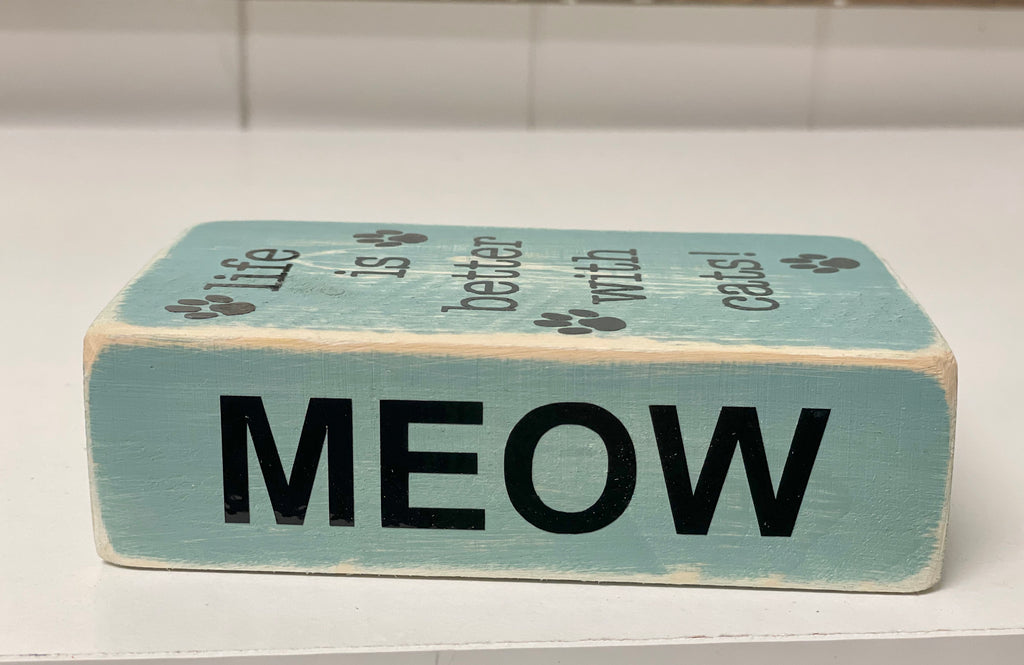 life
is
better
with
cats!
MEOW